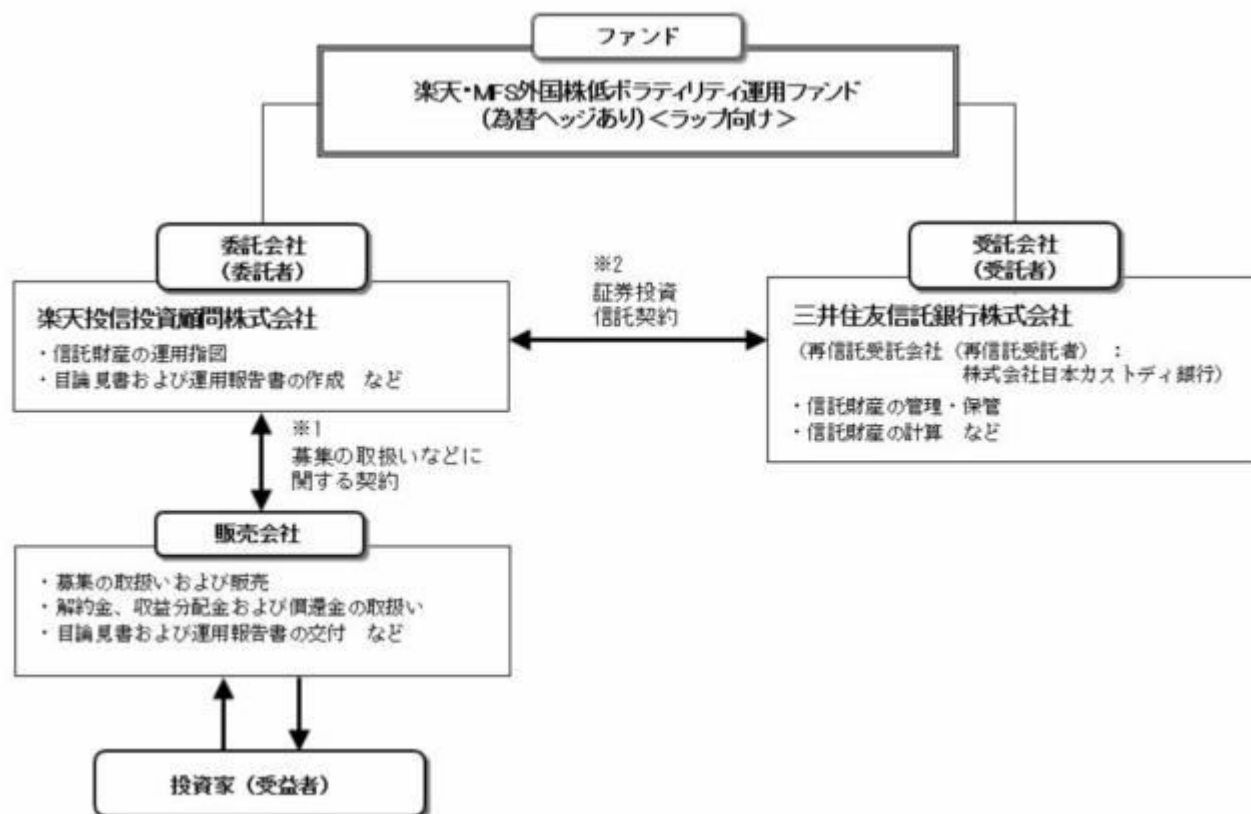 ファンド
楽天・MFS外国株低ボラティリティ運用ファンド
(為替ヘッジあり)<ラップ向け>
委託会社
(委託者)
楽天投信投資顧問株式会社
・信託財産の運用指図
・目論見書および運用報告書の作成 など
※2
証券投資
信託契約
受託会社
(受託者)
三井住友信託銀行株式会社
(再信託受託会社(再信託受託者) :
株式会社日本カストディ銀行)
・信託財産の管理・保管
・信託財産の計算 など
※1
募集の取扱いなどに
関する契約
販売会社
・募集の取扱いおよび販売
・解約金、収益分配金および償還金の取扱い
・目論見書および運用報告書の交付 など
投資家(受益者)